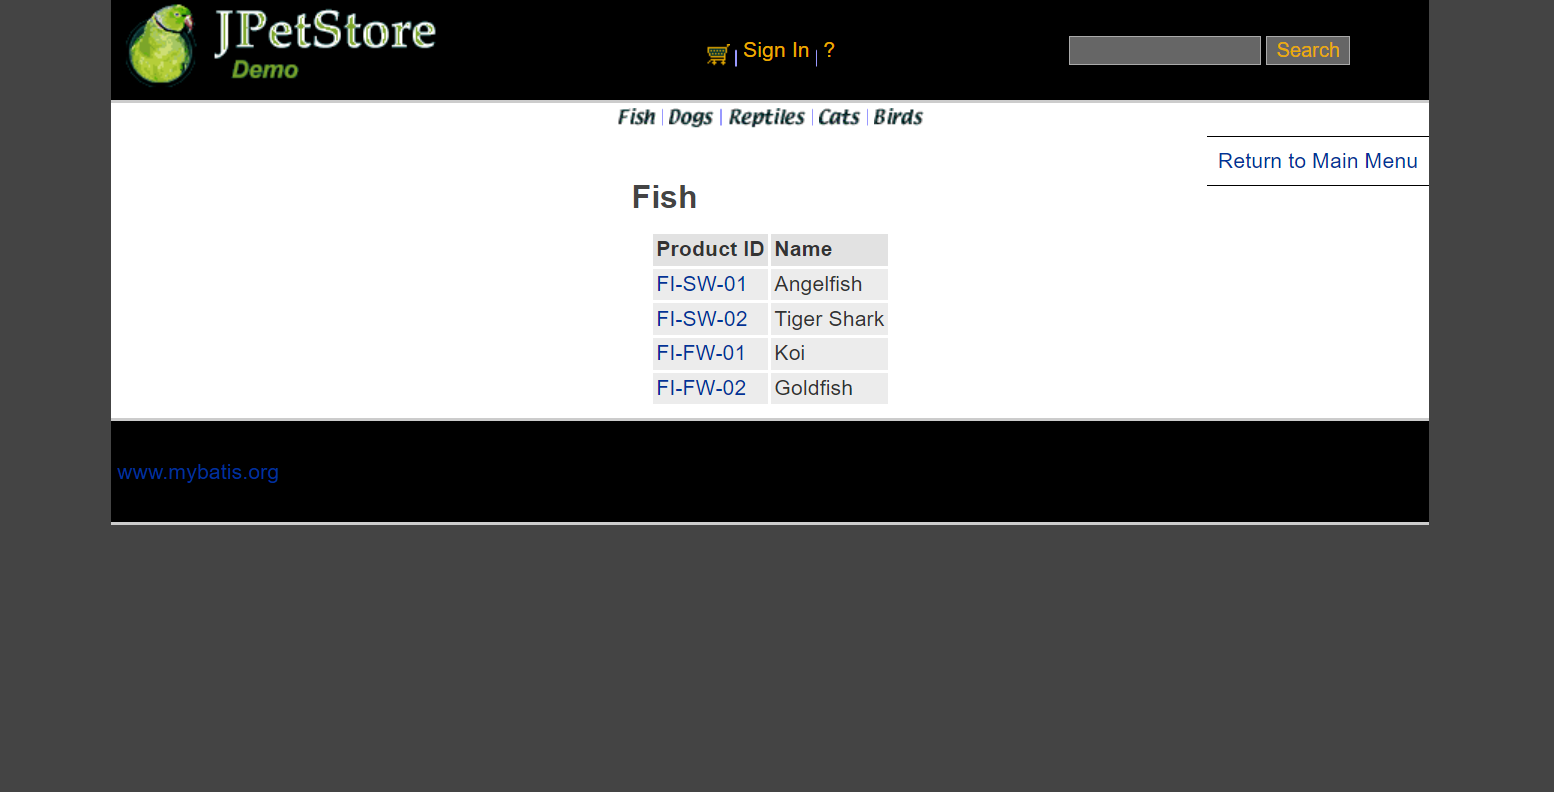 JPetStore
Demo
Sign In ?
Search
Fish Dogs Reptiles Cats Birds
Return to Main Menu
Fish
Product ID Name
FI-SW-01 Angelfish
FI-SW-02 Tiger Shark
FI-FW-01 Koi
FI-FW-02 Goldfish
www.mybatis.org